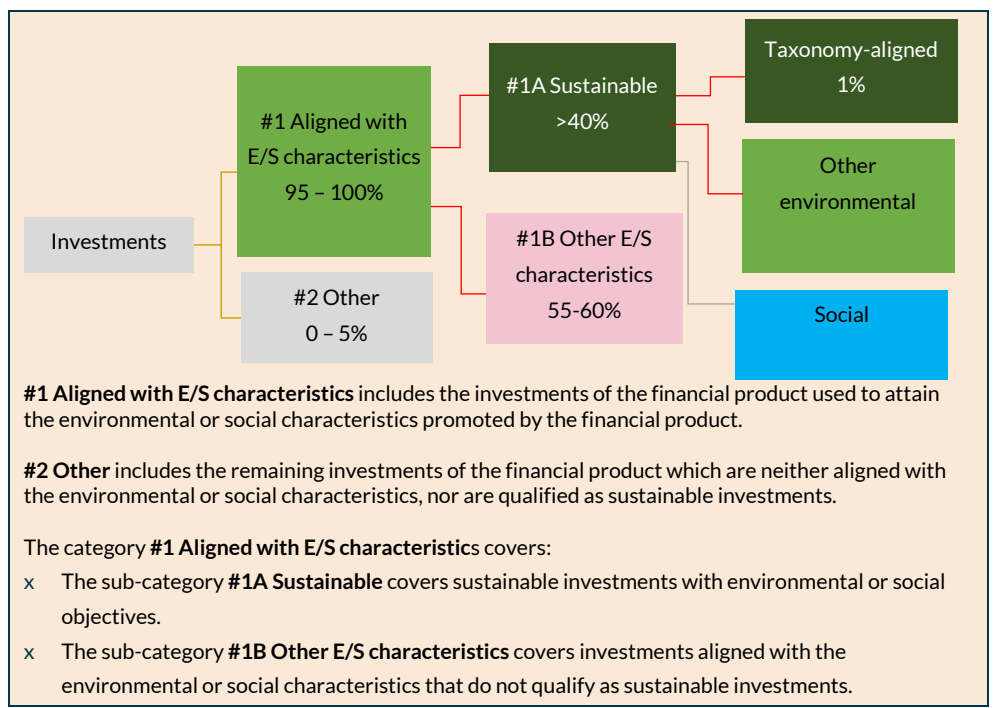 Investments
#1 Aligned with
E/S characteristics
95 – 100%
#2 Other
0 – 5%
#1A Sustainable
>40%
#1B Other E/S
characteristics
55-60%
Taxonomy-aligned
1%
Other
environmental
Social
#1 Aligned with E/S characteristics includes the investments of the financial product used to attain
the environmental or social characteristics promoted by the financial product.
#2 Other includes the remaining investments of the financial product which are neither aligned with
the environmental or social characteristics, nor are qualified as sustainable investments.
The category #1 Aligned with E/S characteristics covers:
x The sub-category #1A Sustainable covers sustainable investments with environmental or social
objectives.
x The sub-category #1B Other E/S characteristics covers investments aligned with the
environmental or social characteristics that do not qualify as sustainable investments.